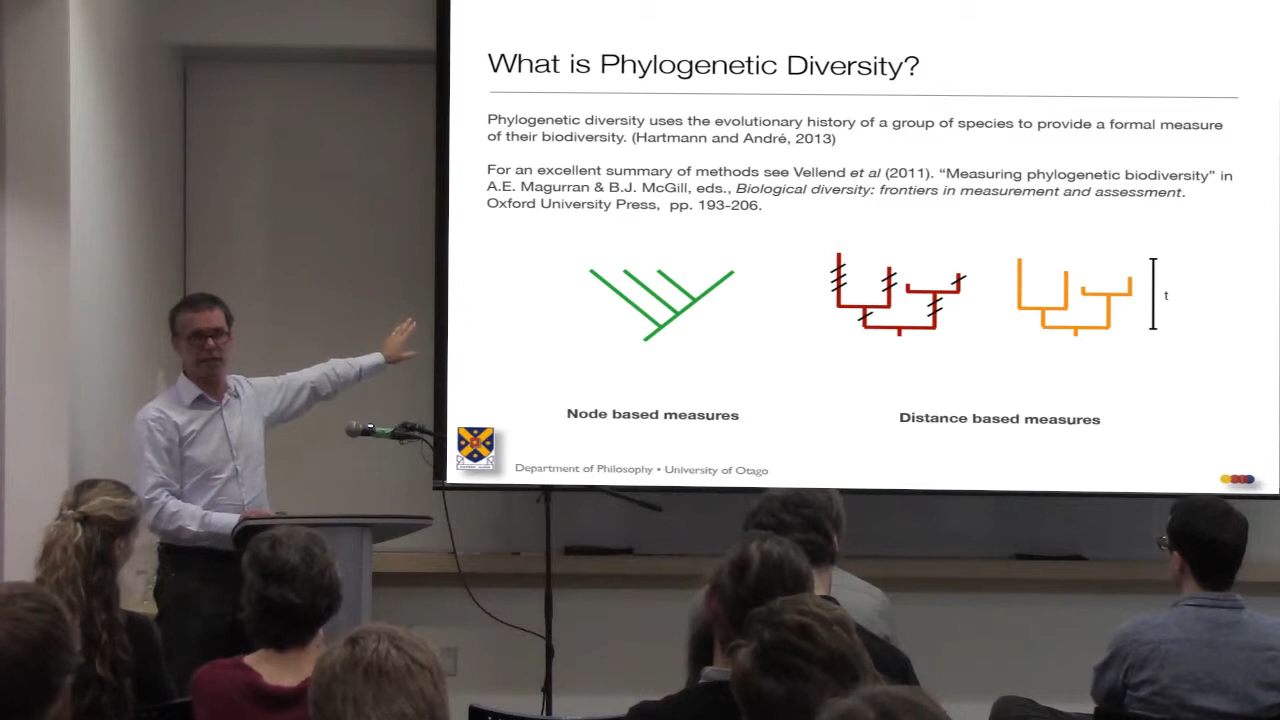 What is Phylogenetic Diversity?
Phylogenetic diversity uses the evolutionary history of a group of species to provide a formal measure
of their biodiversity. (Hartmann and André, 2013)
For an excellent summary of methods see Vellend et al (2011). “Measuring phylogenetic biodiversity” in
A.E. Magurran & B.J. McGill, eds., Biological diversity: frontiers in measurement and assessment.
Oxford University Press, pp. 193-206.
t
Node based measures
Distance based measures
Department of Philosophy • University of Otago